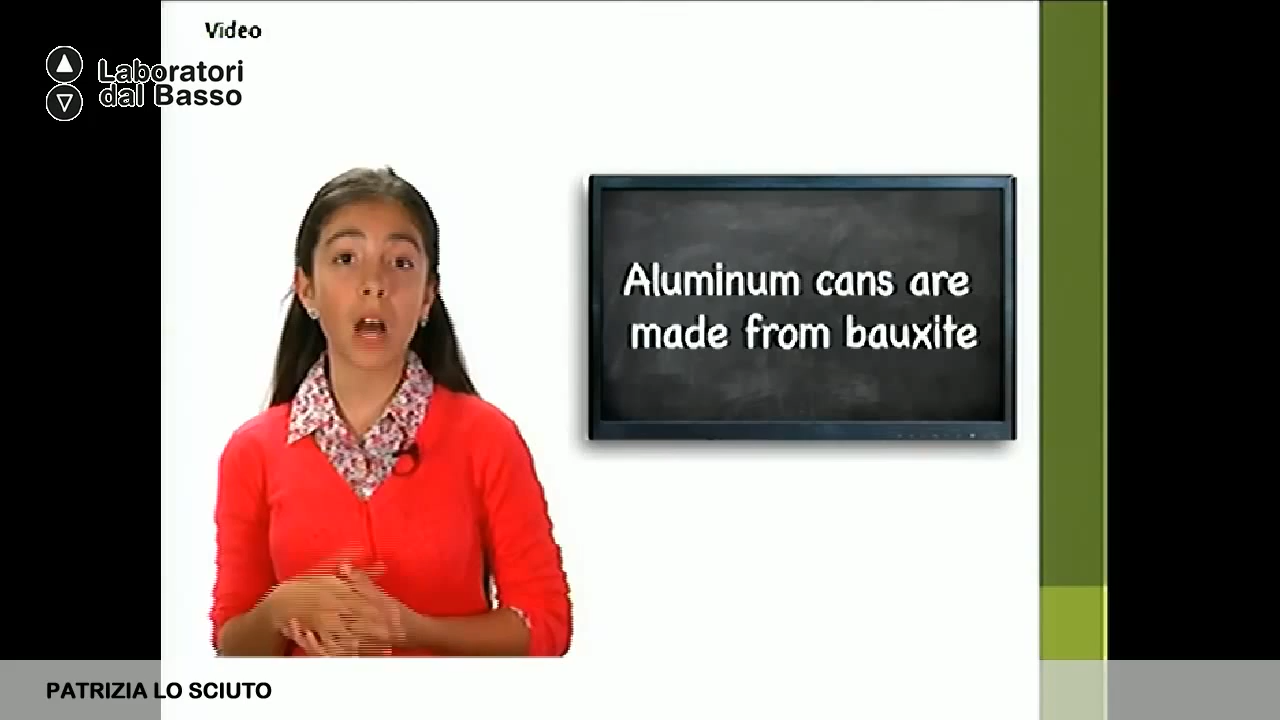 Video
Laboratori
dal Basso
Aluminum cans are
made from bauxite
PATRIZIA LO SCIUTO